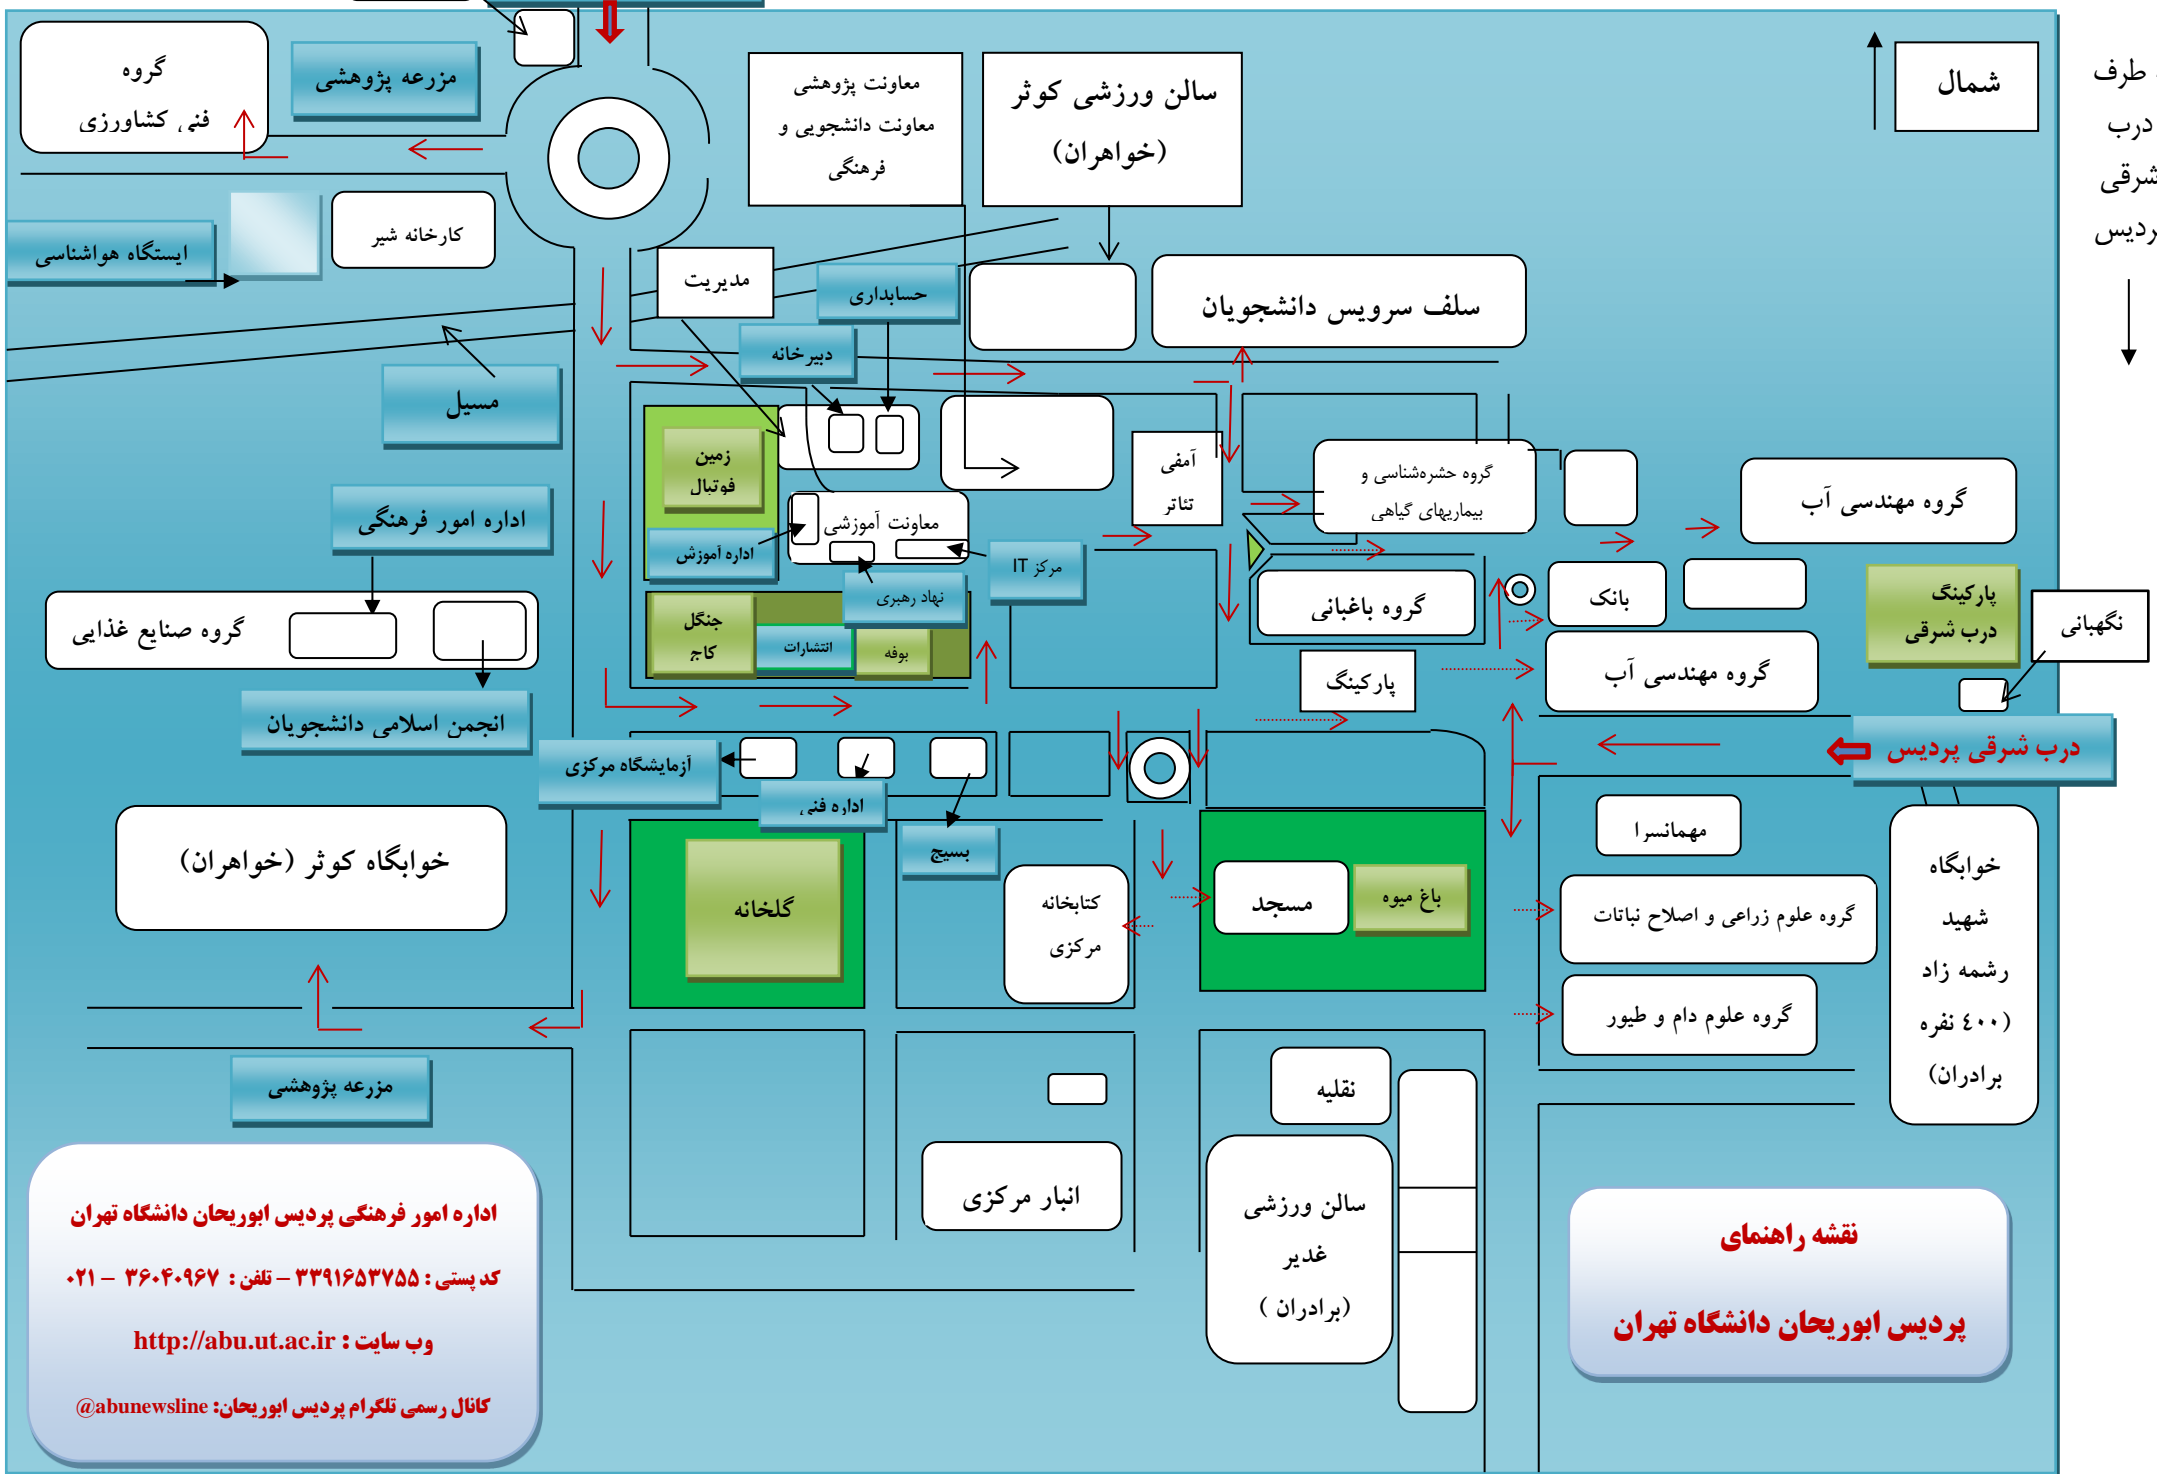 گروه
فنی کشاورزی
مزرعه پژوهشی
معاونت پژوهشی
معاونت دانشجویی و
فرهنگی
سالن ورزشی کوثر
(خواهران)
شمال
طرف
درب
شرقی
ایستگاه هواشناسی
کارخانه شیر
مدیریت
حسابداری
سلف سرویس دانشجویان
دبیرخانه
مسیل
زمین
فوتبال
آمفی
تئاتر
گروه حشره‌شناسی و
بیماریهای گیاهی
گروه مهندسی آب
اداره امور فرهنگی
معاونت آموزشی
اداره آموزش
مرکز IT
نهاد رهبری
گروه باغبانی
بانک
پارکینگ
درب شرقی
نگهبانی
گروه صنایع غذایی
جنگل
کاج
انتشارات
بوفه
پارکینگ
گروه مهندسی آب
انجمن اسلامی دانشجویان
آزمایشگاه مرکزی
اداره فنی
بسیج
درب شرقی پردیس
خوابگاه کوثر (خواهران)
گلخانه
کتابخانه
مرکزی
مسجد
باغ میوه
مهمانسرا
گروه علوم زراعی و اصلاح نباتات
گروه علوم دام و طیور
خوابگاه
شهید
رشمه زاد
(۴۰۰ نفره
برادران)
مزرعه پژوهشی
نقلیه
انبار مرکزی
سالن ورزشی
غدیر
(برادران )
اداره امور فرهنگی پردیس ابوریحان دانشگاه تهران
کد پستی : ۳۳۹۱۶۵۳۷۵۵ – تلفن : ۳۶۰۴۰۹۶۷ – ۰۲۱
وب سایت : http://abu.ut.ac.ir
کانال رسمی تلگرام پردیس ابوریحان: @abunewsline
نقشه راهنمای
پردیس ابوریحان دانشگاه تهران